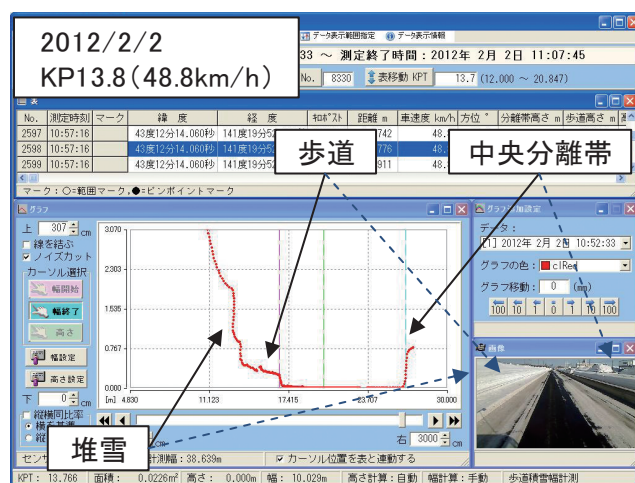 2012/2/2
KP13.8(48.8km/h)
データ表示範囲指定 データ表示情報
33 ～ 測定終了時間：2012年 2月 2日 11:07:45
No. 8330 表移動 KPT 13.7 (12.000 ～ 20.847)
表
No. 測定時刻 マーク 緯 度 経 度 ｷﾛﾎﾟｽﾄ 距離 m 車速度 km/h 方位 ° 分離帯高さ m 歩道高さ m
2597 10:57:16 43度12分14.060秒 141度19分52 742 48.
2598 10:57:16 43度12分14.060秒 141度19分52 776 48.
2599 10:57:16 43度12分14.060秒 141度19分52 911 48.
歩道
中央分離帯
マーク：○=範囲マーク,●=ピンポイントマーク
グラフ
上 307 cm
線を結ぶ
ノイズカット
カーソル選択
幅開始
幅終了
高さ
幅設定
高さ設定
下 0 cm
縦横同比率
3.070
2.303
1.535
0.767
0.000
[m] 4.830 11.123 17.415 23.707 30.000
堆雪
cm
右 3000 cm
計測幅：38.639m
カーソル位置を表と連動する
データ：
[1] 2012年 2月 2日 10:52:33
グラフの色： clRed
グラフ移動： 0 (mm)
100 10 1 0 1 10 100
画像
KPT： 13.766 面積： 0.0226m² 高さ： 0.000m 幅： 10.029m 高さ計算：自動 幅計算：手動 歩道積雪幅計測